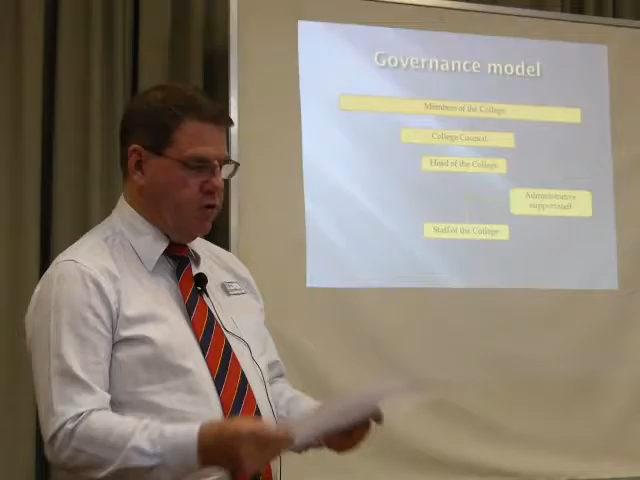 Governance model
Members of the College
College Council
Head of the College
Administrative
support staff
Staff of the College